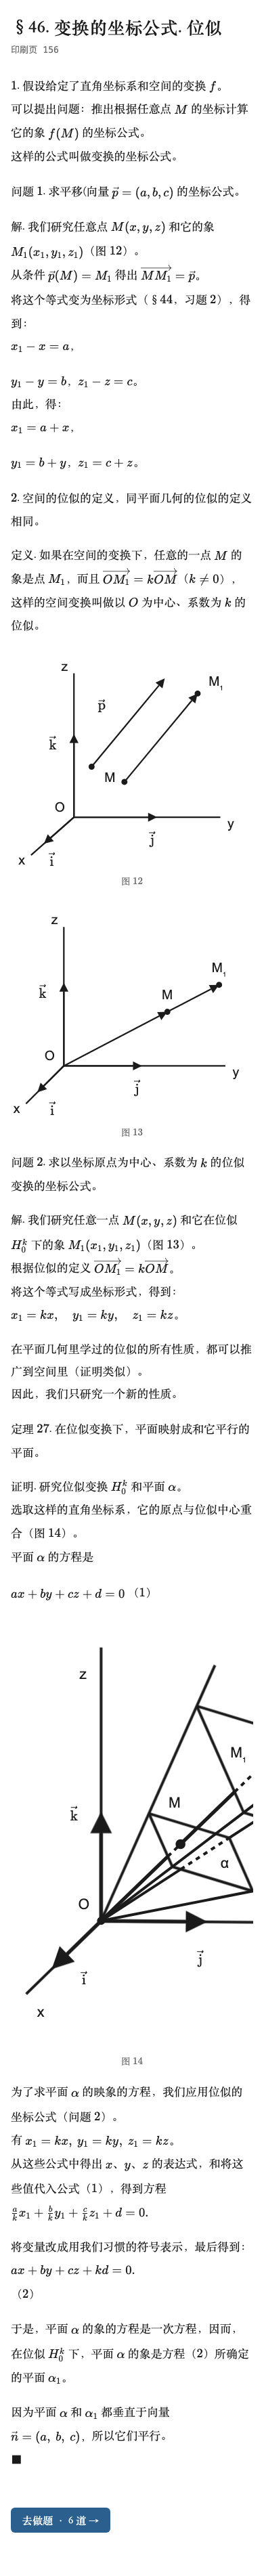 §46. 变换的坐标公式. 位似
印刷页 156
1. 假设给定了直角坐标系和空间的变换 f。
可以提出问题：推出根据任意点 M 的坐标计算
它的象 f(M) 的坐标公式。
这样的公式叫做变换的坐标公式。
问题 1. 求平移(向量 p⃗ = (a, b, c) 的坐标公式。
解. 我们研究任意点 M(x, y, z) 和它的象
M₁(x₁, y₁, z₁)（图 12）。
从条件 p⃗(M) = M₁ 得出 $\overrightarrow{MM_1}$ = p⃗。
将这个等式变为坐标形式（§44，习题 2），得
到：
x₁ − x = a，
y₁ − y = b，z₁ − z = c。
由此，得：
x₁ = a + x，
y₁ = b + y，z₁ = c + z。
2. 空间的位似的定义，同平面几何的位似的定义
相同。
定义. 如果在空间的变换下，任意的一点 M 的
象是点 M₁，而且 $\overrightarrow{OM_1}$ = k$\overrightarrow{OM}$（k ≠ 0），
这样的空间变换叫做以 O 为中心、系数为 k 的
位似。
z
M₁
p⃗
k⃗
M
O
y
j⃗
x
i⃗
图 12
z
M₁
M
k⃗
O
y
j⃗
x
i⃗
图 13
问题 2. 求以坐标原点为中心、系数为 k 的位似
变换的坐标公式。
解. 我们研究任意一点 M(x, y, z) 和它在位似
$H_0^k$ 下的象 M₁(x₁, y₁, z₁)（图 13）。
根据位似的定义 $\overrightarrow{OM_1}$ = k$\overrightarrow{OM}$。
将这个等式写成坐标形式，得到：
x₁ = kx, y₁ = ky, z₁ = kz。
在平面几何里学过的位似的所有性质，都可以推
广到空间里（证明类似）。
因此，我们只研究一个新的性质。
定理 27. 在位似变换下，平面映射成和它平行的
平面。
证明. 研究位似变换 $H_0^k$ 和平面 α。
选取这样的直角坐标系，它的原点与位似中心重
合（图 14）。
平面 α 的方程是
ax + by + cz + d = 0（1）
z
M₁
M
k⃗
α
O
j⃗
i⃗
x
图 14
为了求平面 α 的映象的方程，我们应用位似的
坐标公式（问题 2）。
有 x₁ = kx, y₁ = ky, z₁ = kz。
从这些公式中得出 x、y、z 的表达式，和将这
些值代入公式（1），得到方程
$\frac{a}{k}x_1 + \frac{b}{k}y_1 + \frac{c}{k}z_1 + d = 0.$
将变量改成用我们习惯的符号表示，最后得到：
ax + by + cz + kd = 0.
（2）
于是，平面 α 的象的方程是一次方程，因而，
在位似 $H_0^k$ 下，平面 α 的象是方程（2）所确定
的平面 α₁。
因为平面 α 和 α₁ 都垂直于向量
n⃗ = (a, b, c)，所以它们平行。
■
去做题 · 6 道 →